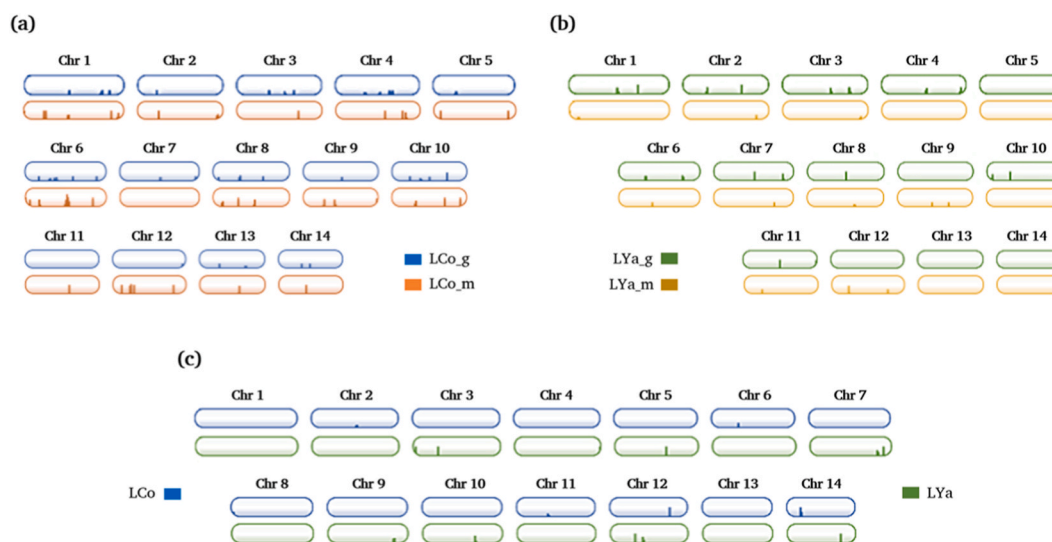 (a) (b)
Chr 1 Chr 2 Chr 3 Chr 4 Chr 5 Chr 1 Chr 2 Chr 3 Chr 4 Chr 5
Chr 6 Chr 7 Chr 8 Chr 9 Chr 10 Chr 6 Chr 7 Chr 8 Chr 9 Chr 10
Chr 11 Chr 12 Chr 13 Chr 14 Chr 11 Chr 12 Chr 13 Chr 14
LCo_g LYa_g
LCo_m LYa_m
(c)
Chr 1 Chr 2 Chr 3 Chr 4 Chr 5 Chr 6 Chr 7
Chr 8 Chr 9 Chr 10 Chr 11 Chr 12 Chr 13 Chr 14
LCo LYa